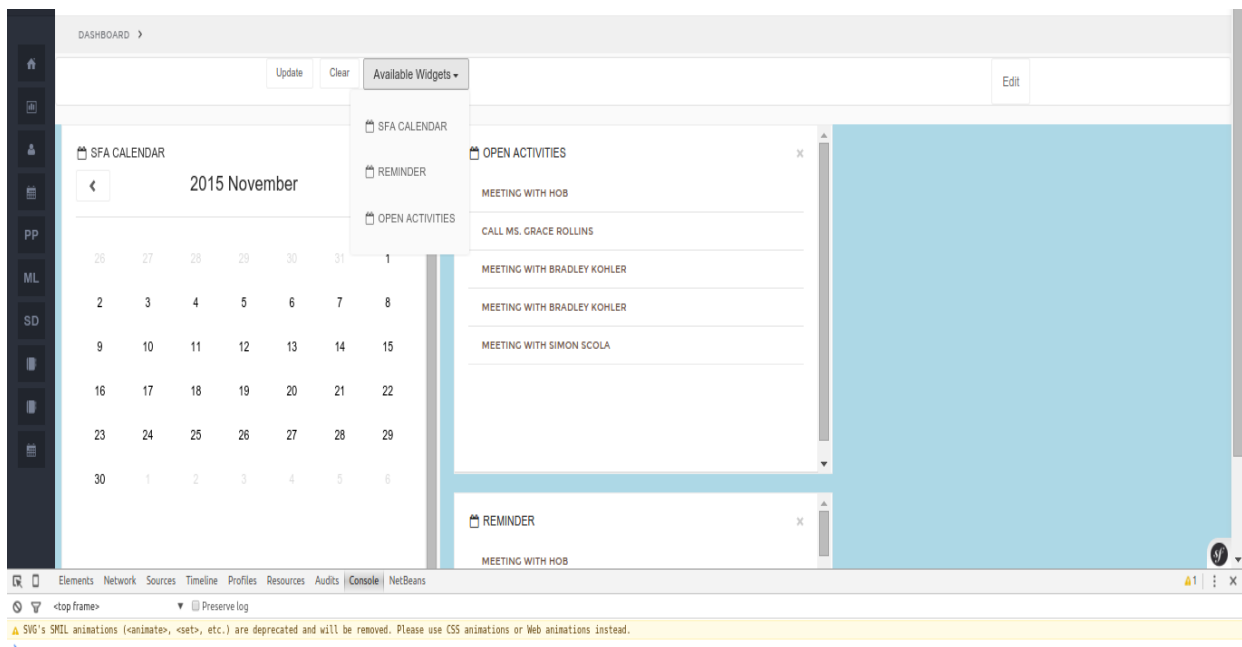 DASHBOARD >
Update Clear Available Widgets
Edit
SFA CALENDAR
REMINDER
OPEN ACTIVITIES
PP
ML
SD
SFA CALENDAR
2015 November
26 27 28 29 30 31 1
2 3 4 5 6 7 8
9 10 11 12 13 14 15
16 17 18 19 20 21 22
23 24 25 26 27 28 29
30 1 2 3 4 5 6
OPEN ACTIVITIES x
MEETING WITH HOB
CALL MS. GRACE ROLLINS
MEETING WITH BRADLEY KOHLER
MEETING WITH BRADLEY KOHLER
MEETING WITH SIMON SCOLA
REMINDER x
MEETING WITH HOB
sf
Elements Network Sources Timeline Profiles Resources Audits Console NetBeans 1
<top frame> Preserve log
SVG's SMIL animations (<animate>, <set>, etc.) are deprecated and will be removed. Please use CSS animations or Web animations instead.